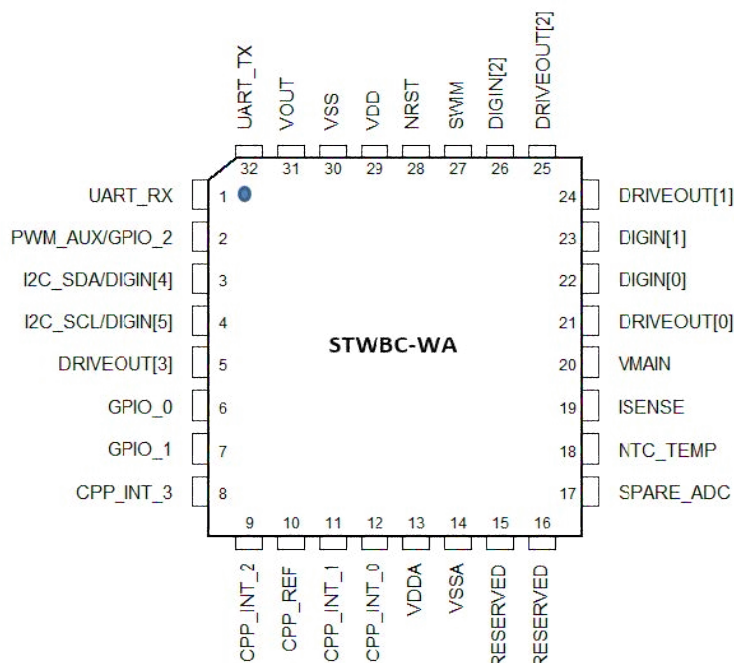 UART_TX
VOUT
VSS
VDD
NRST
SWIM
DIGIN[2]
DRIVEOUT[2]
32
31
30
29
28
27
26
25
UART_RX 1
24 DRIVEOUT[1]
PWM_AUX/GPIO_2 2
23 DIGIN[1]
I2C_SDA/DIGIN[4] 3
22 DIGIN[0]
I2C_SCL/DIGIN[5] 4
21 DRIVEOUT[0]
STWBC-WA
DRIVEOUT[3] 5
20 VMAIN
GPIO_0 6
19 ISENSE
GPIO_1 7
18 NTC_TEMP
CPP_INT_3 8
17 SPARE_ADC
9
10
11
12
13
14
15
16
CPP_INT_2
CPP_REF
CPP_INT_1
CPP_INT_0
VDDA
VSSA
RESERVED
RESERVED